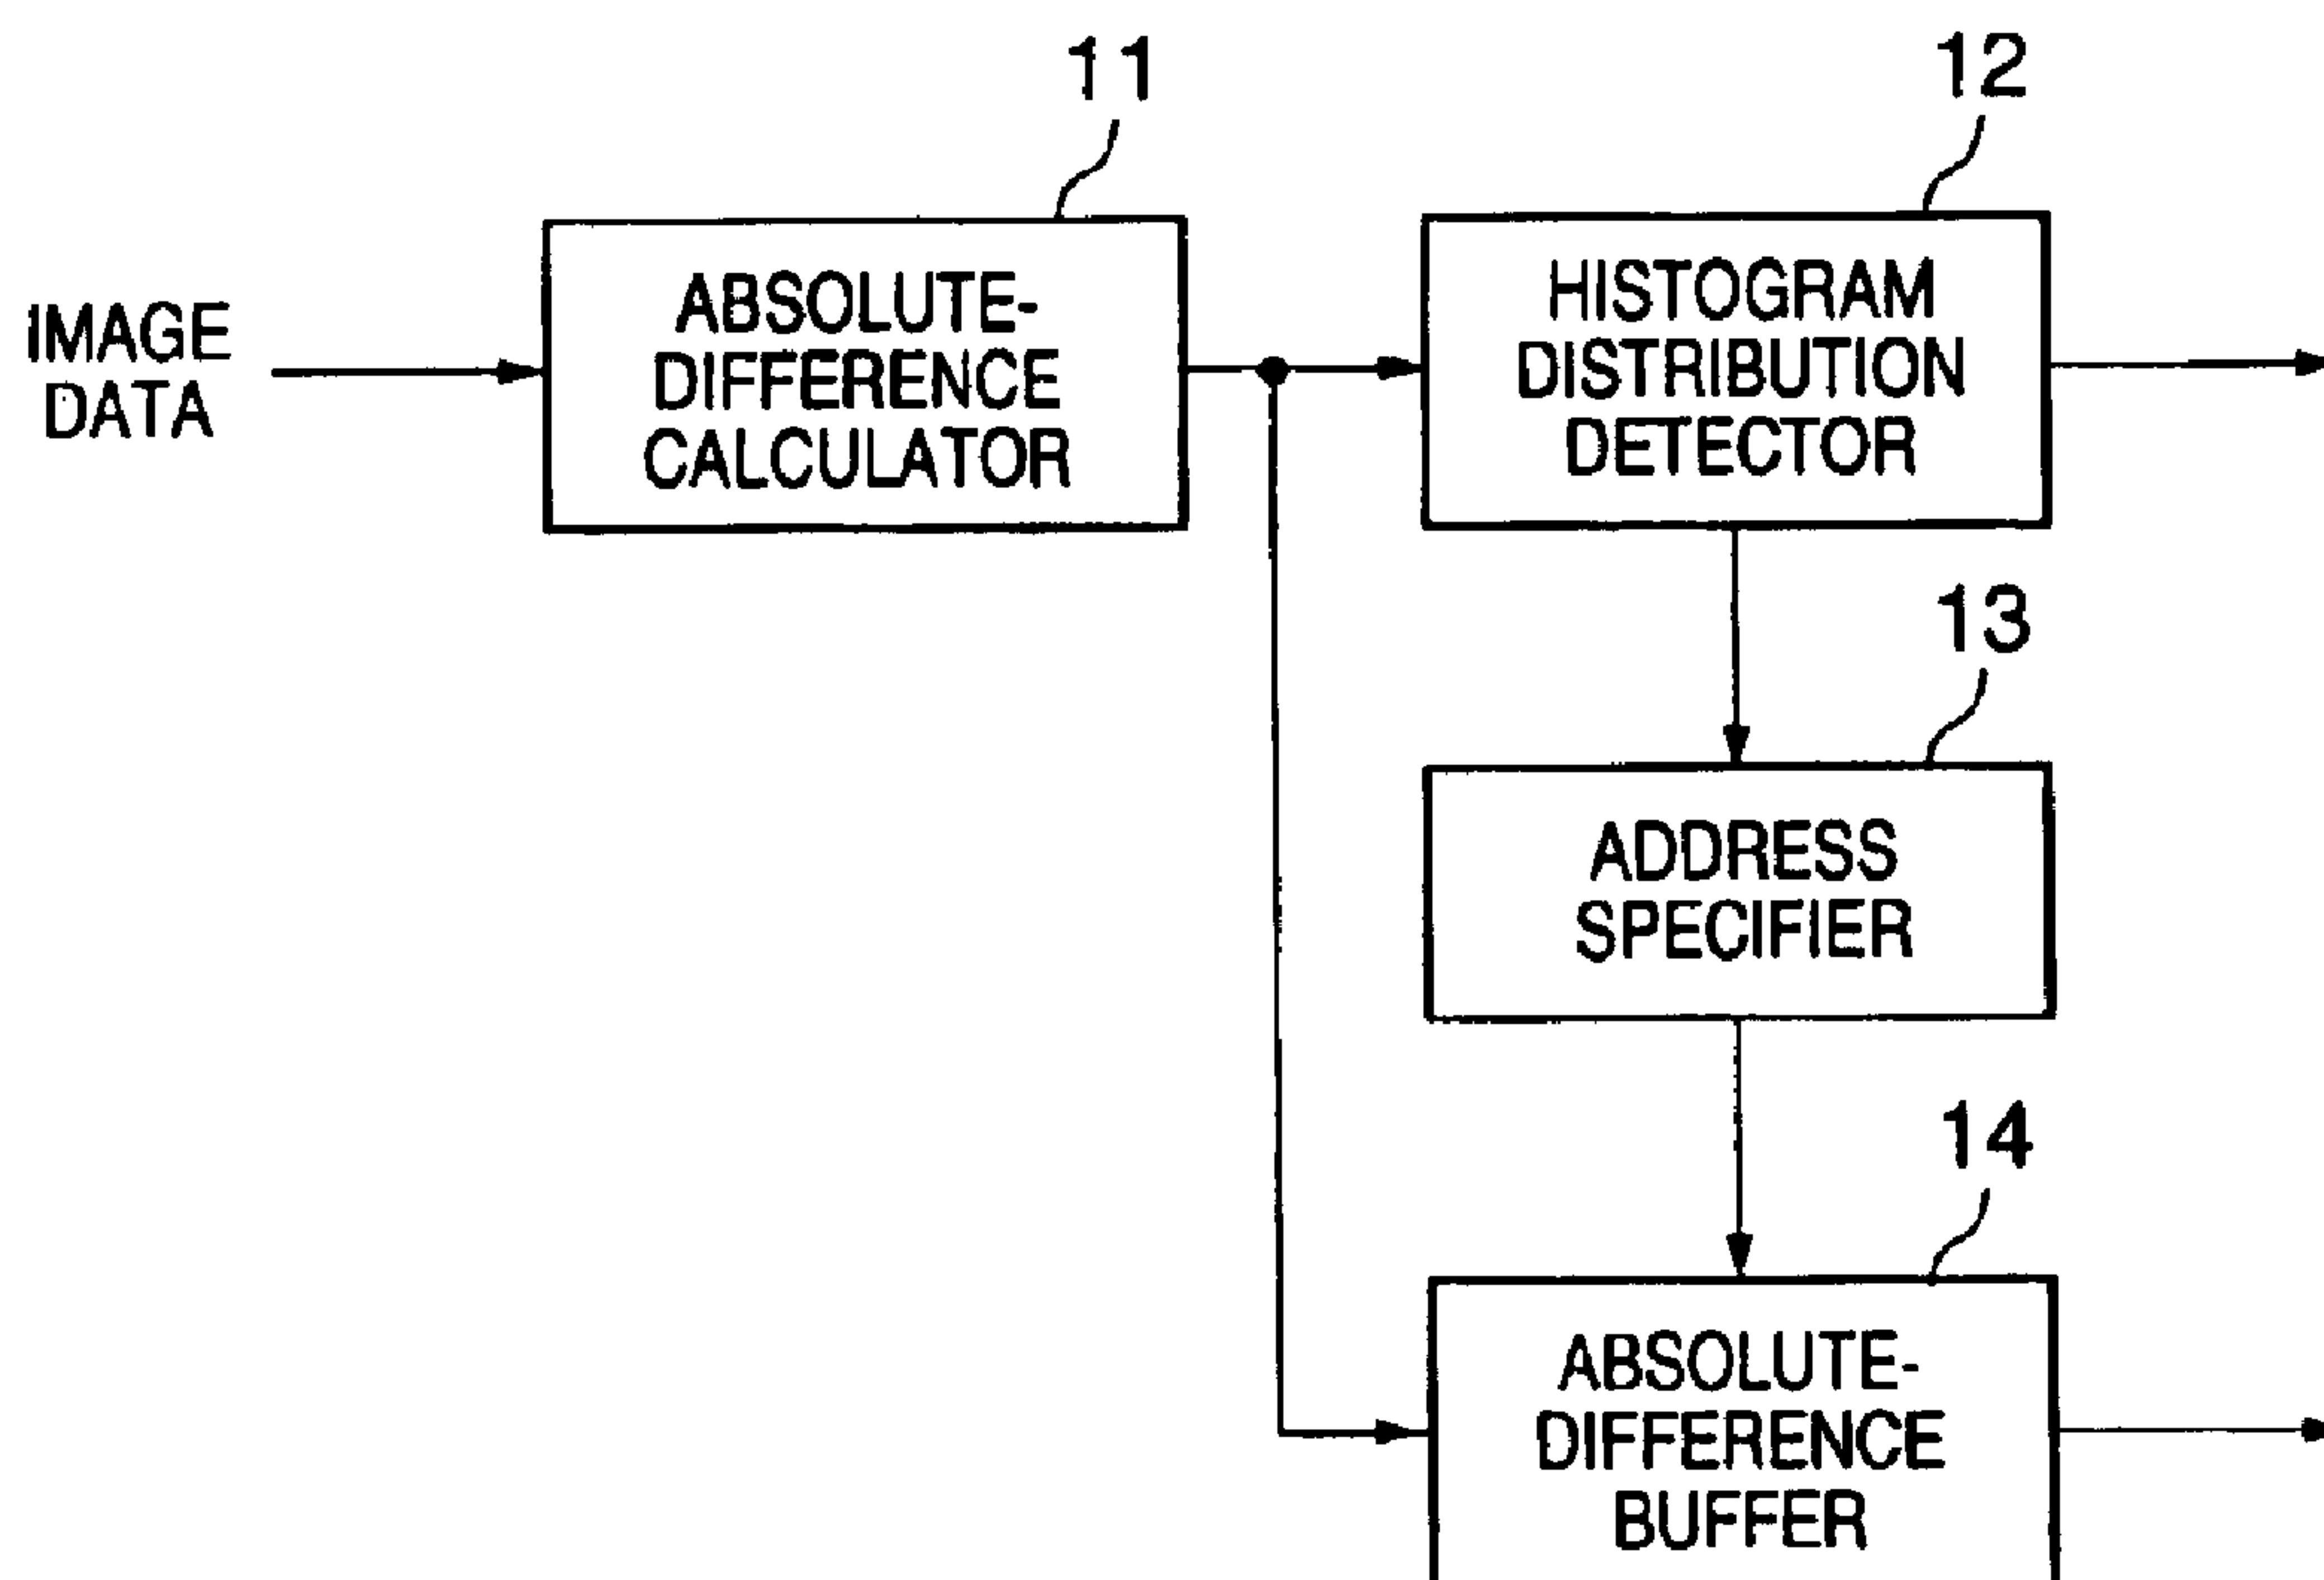 11
12
IMAGE
DATA
ABSOLUTE-
DIFFERENCE
CALCULATOR
HISTOGRAM
DISTRIBUTION
DETECTOR
13
ADDRESS
SPECIFIER
14
ABSOLUTE-
DIFFERENCE
BUFFER